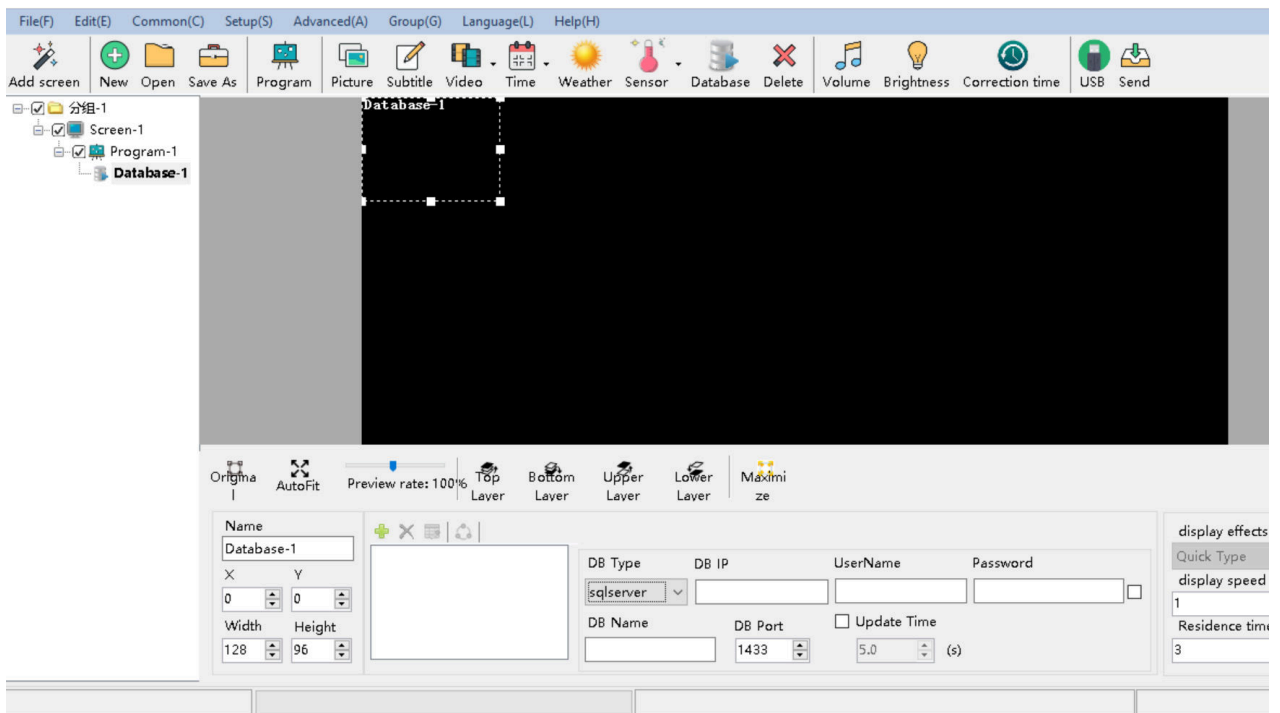 File(F) Edit(E) Common(C) Setup(S) Advanced(A) Group(G) Language(L) Help(H)
Add screen New Open Save As Program Picture Subtitle Video Time Weather Sensor Database Delete Volume Brightness Correction time USB Send
分组-1
Screen-1
Program-1
Database-1
Database-1
Origina
l
AutoFit
Preview rate: 100%
Top
Layer
Bottom
Layer
Upper
Layer
Lower
Layer
Maximi
ze
Name
Database-1
X Y
0 0
Width Height
128 96
DB Type DB IP UserName Password
sqlserver
DB Name DB Port Update Time
1433 5.0 (s)
display effects
Quick Type
display speed
1
Residence time
3